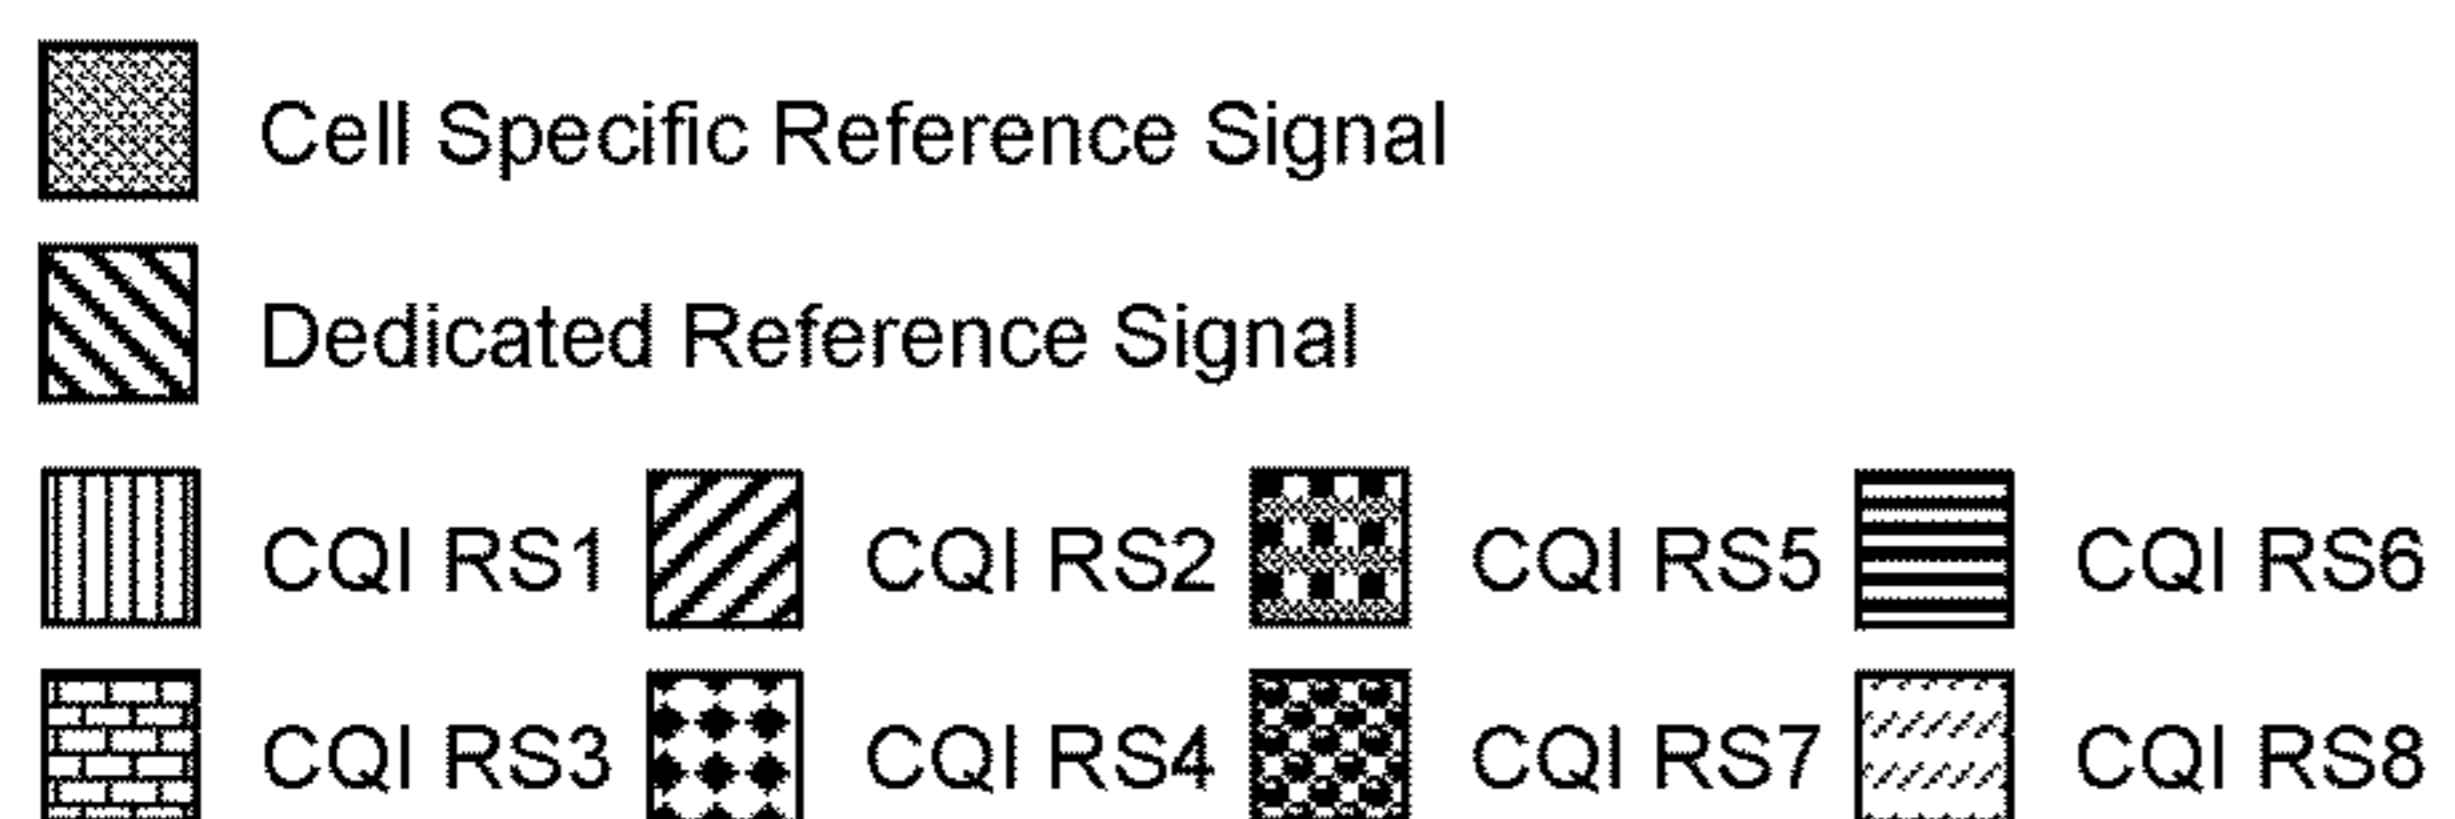 Cell Specific Reference Signal
Dedicated Reference Signal
CQI RS1 CQI RS2 CQI RS5 CQI RS6
CQI RS3 CQI RS4 CQI RS7 CQI RS8